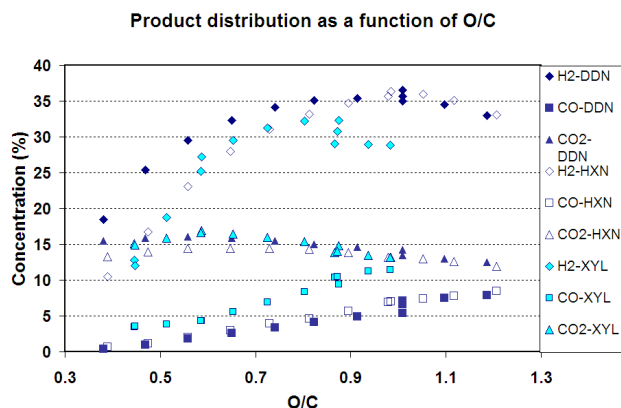 Product distribution as a function of O/C
Concentration (%)
40
35
30
25
20
15
10
5
0
0.3
0.5
0.7
0.9
1.1
1.3
O/C
H2-DDN
CO-DDN
CO2-
DDN
H2-HXN
CO-HXN
CO2-HXN
H2-XYL
CO-XYL
CO2-XYL